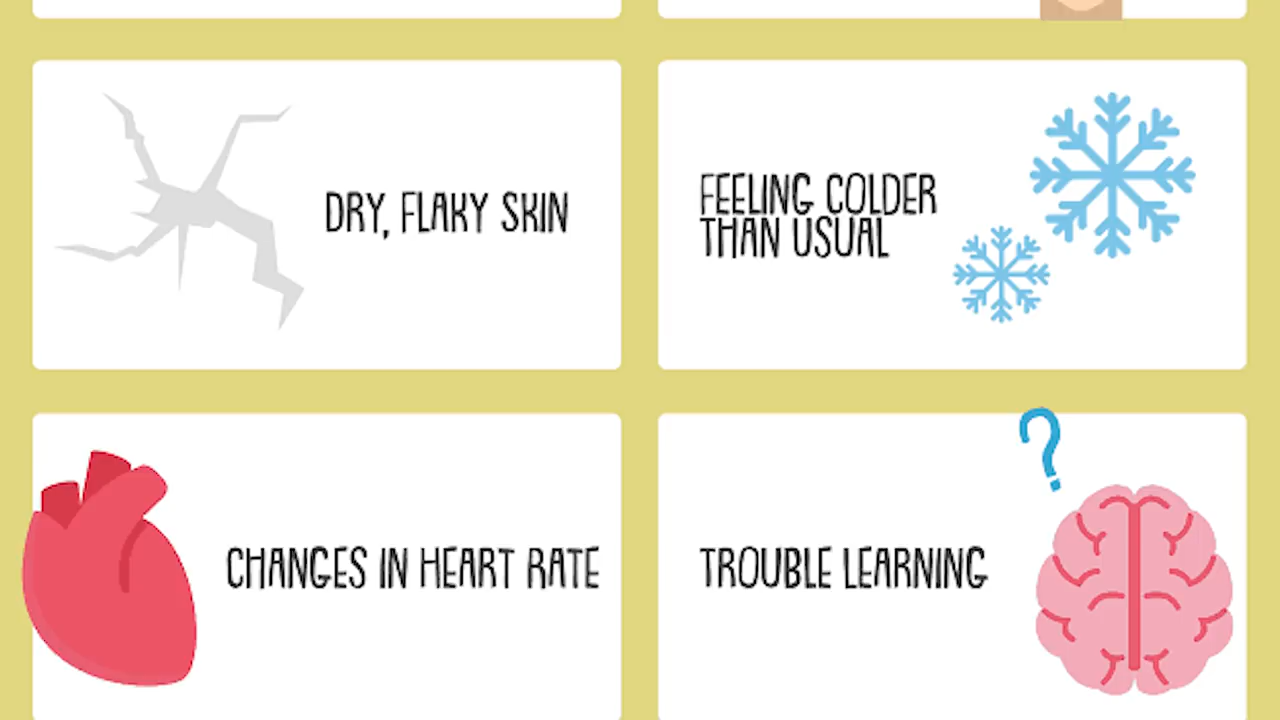 DRY, FLAKY SKIN
FEELING COLDER
THAN USUAL
CHANGES IN HEART RATE
?
TROUBLE LEARNING